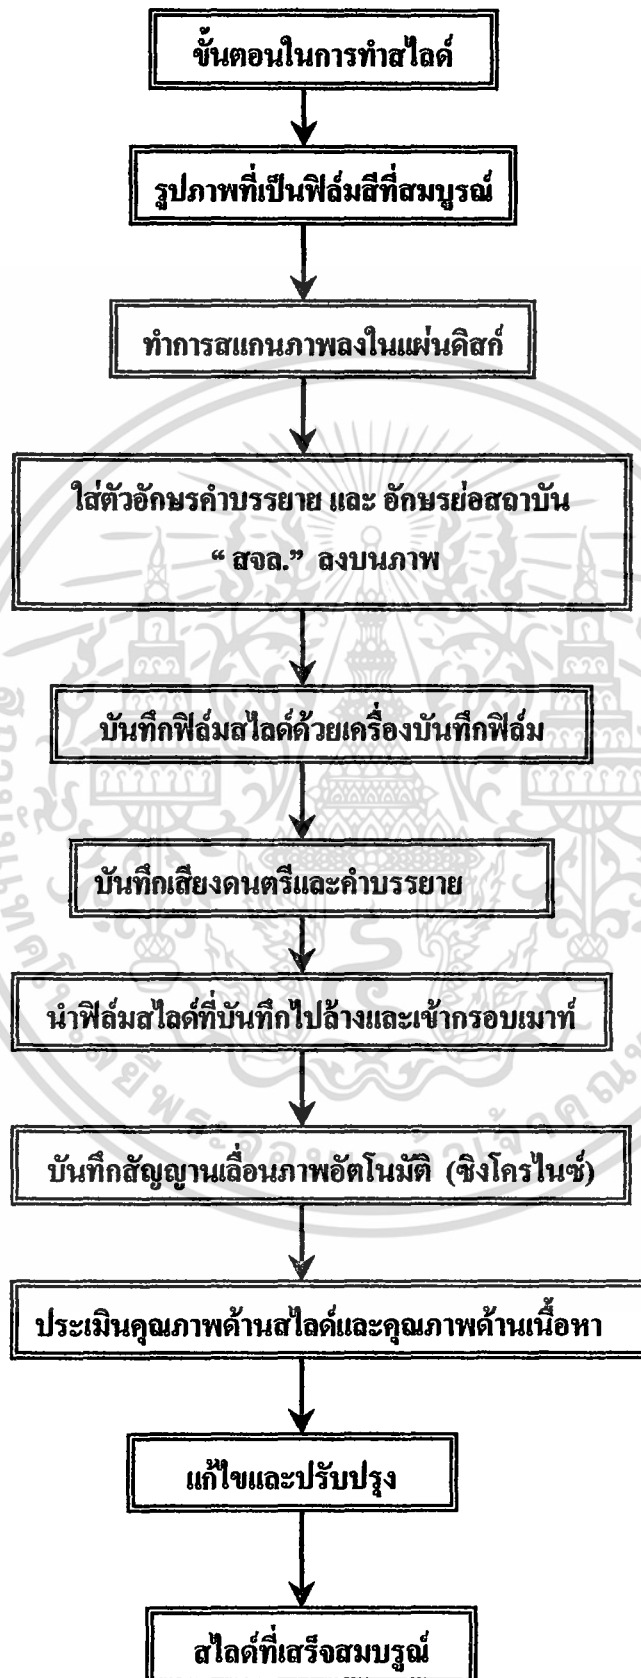 ขั้นตอนในการทำสไลด์
รูปภาพที่เป็นฟิล์มสีที่สมบูรณ์
ทำการสแกนภาพลงในแผ่นดิสก์
ใส่ตัวอักษรคำบรรยาย และ อักษรย่อสถาบัน
“ สจล.” ลงบนภาพ
บันทึกฟิล์มสไลด์ด้วยเครื่องบันทึกฟิล์ม
บันทึกเสียงดนตรีและคำบรรยาย
นำฟิล์มสไลด์ที่บันทึกไปล้างและเข้ากรอบเมาท์
บันทึกสัญญานเลื่อนภาพอัตโนมัติ (ซิงโครไนซ์)
ประเมินคุณภาพด้านสไลด์และคุณภาพด้านเนื้อหา
แก้ไขและปรับปรุง
สไลด์ที่เสร็จสมบรูณ์